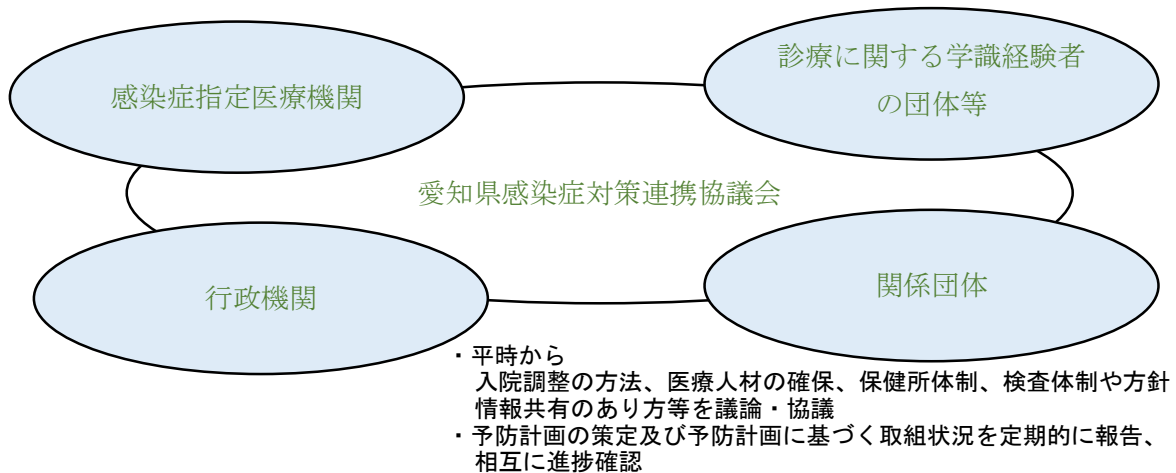 感染症指定医療機関
診療に関する学識経験者
の団体等
愛知県感染症対策連携協議会
行政機関
関係団体
・平時から
入院調整の方法、医療人材の確保、保健所体制、検査体制や方針
情報共有のあり方等を議論・協議
・予防計画の策定及び予防計画に基づく取組状況を定期的に報告、
相互に進捗確認